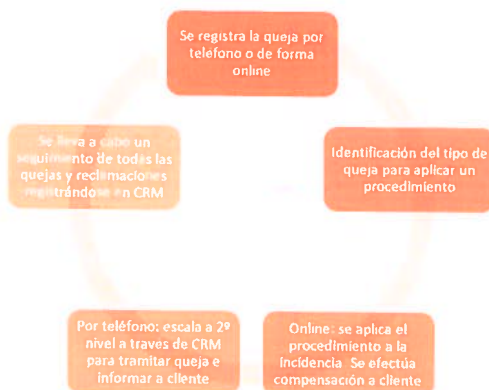 Se registra la queja por
teléfono o de forma
online
Identificación del tipo de
queja para aplicar un
procedimiento
Online: se aplica el
procedimiento a la
incidencia. Se efectúa
compensación a cliente
Por teléfono: escala a 2º
nivel a través de CRM
para tramitar queja e
informar a cliente
Se lleva a cabo un
seguimiento de todas las
quejas y reclamaciones
registrándose en CRM